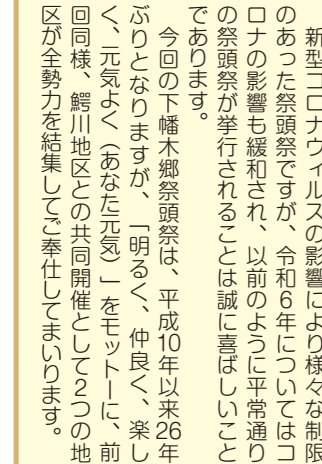 新型コロナウィルスの影響により様々な制限
のあった祭頭祭ですが、令和6年についてはコ
ロナの影響も緩和され、以前のように平常通り
の祭頭祭が挙行されることは誠に喜ばしいこと
であります。
　今回の下幡木郷祭頭祭は、平成10年以来26年
ぶりとなりますが、「明るく、仲良く、楽し
く、元気よく（あなた元気）」をモットーに、前
回同様、鰐川地区との共同開催として2つの地
区が全勢力を結集してご奉仕してまいります。